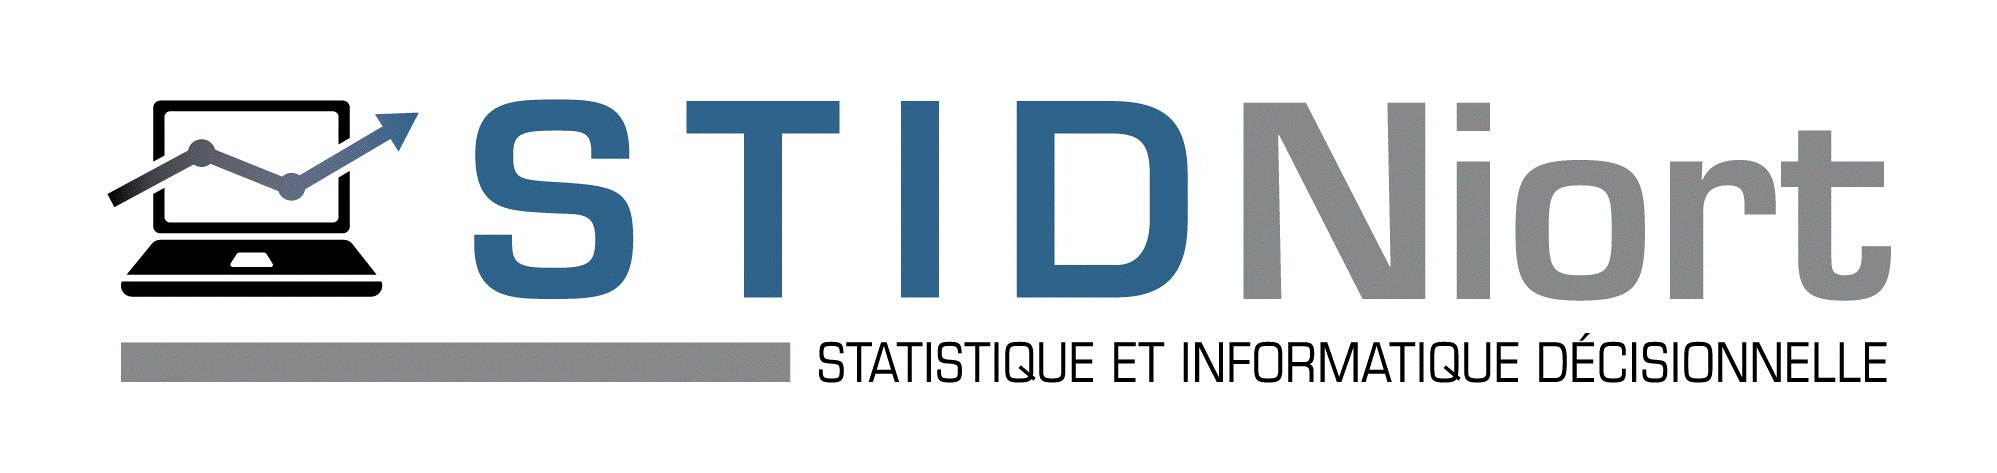 STIDNiort
STATISTIQUE ET INFORMATIQUE DÉCISIONNELLE